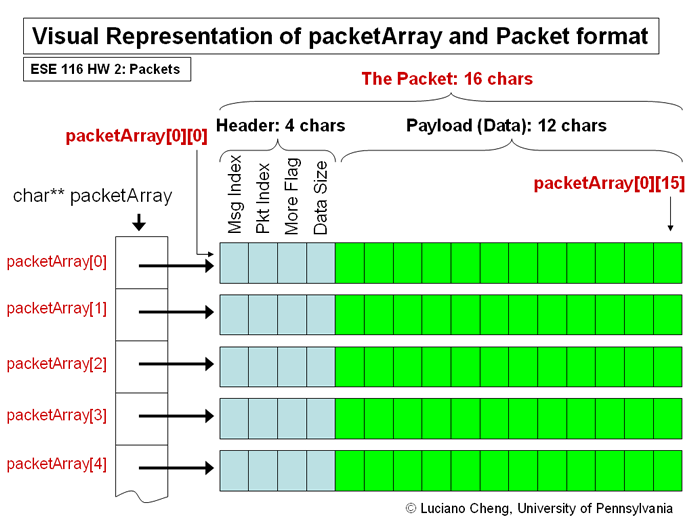 Visual Representation of packetArray and Packet format
ESE 116 HW 2: Packets
The Packet: 16 chars
Header: 4 chars
Payload (Data): 12 chars
packetArray[0][0]
packetArray[0][15]
Msg Index
Pkt Index
More Flag
Data Size
char** packetArray
packetArray[0]
packetArray[1]
packetArray[2]
packetArray[3]
packetArray[4]
© Luciano Cheng, University of Pennsylvania